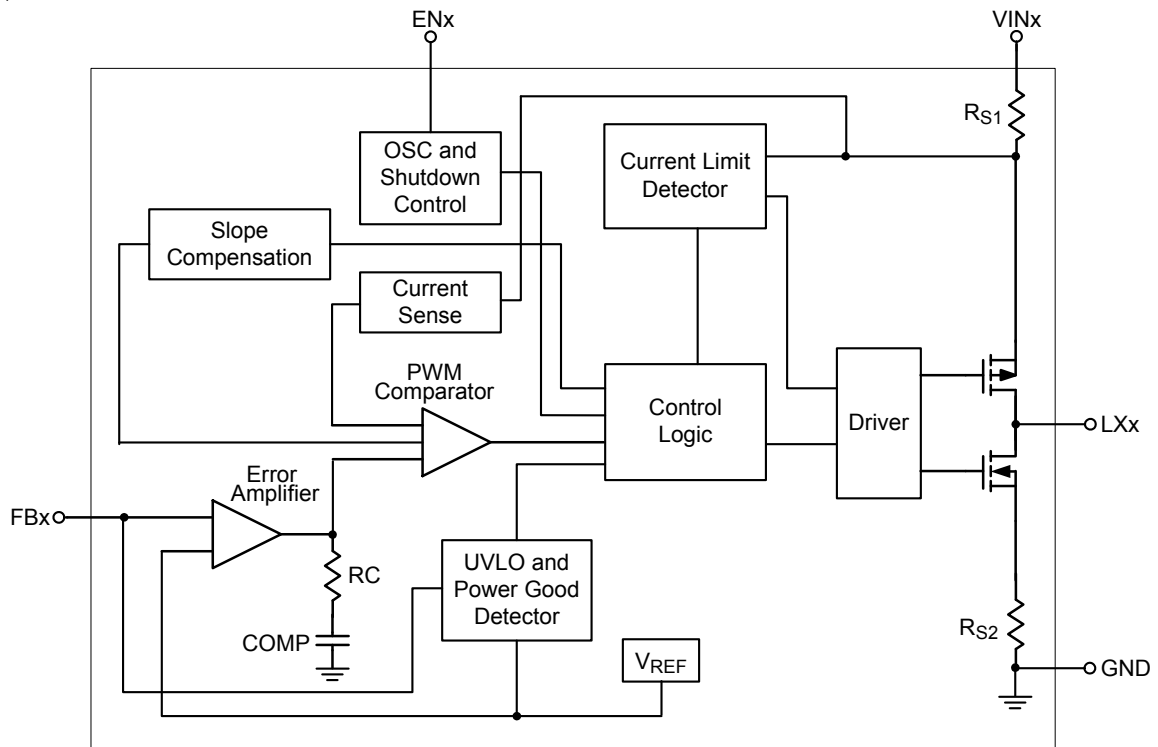 ENx
VINx
RS1
OSC and
Shutdown
Control
Current Limit
Detector
Slope
Compensation
Current
Sense
PWM
Comparator
Control
Logic
Driver
LXx
Error
Amplifier
FBx
RC
UVLO and
Power Good
Detector
COMP
RS2
VREF
GND